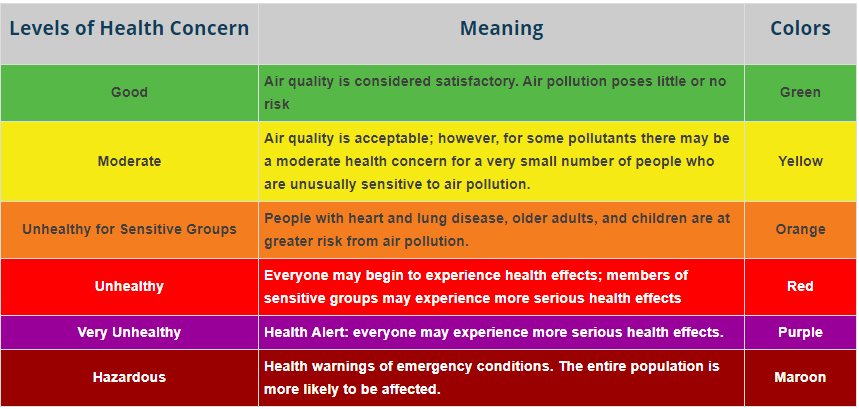 Levels of Health Concern Meaning Colors
Good
Air quality is considered satisfactory. Air pollution poses little or no
risk
Green
Moderate
Air quality is acceptable; however, for some pollutants there may be
a moderate health concern for a very small number of people who
are unusually sensitive to air pollution.
Yellow
Unhealthy for Sensitive Groups
People with heart and lung disease, older adults, and children are at
greater risk from air pollution.
Orange
Unhealthy
Everyone may begin to experience health effects; members of
sensitive groups may experience more serious health effects
Red
Very Unhealthy
Health Alert: everyone may experience more serious health effects.
Purple
Hazardous
Health warnings of emergency conditions. The entire population is
more likely to be affected.
Maroon